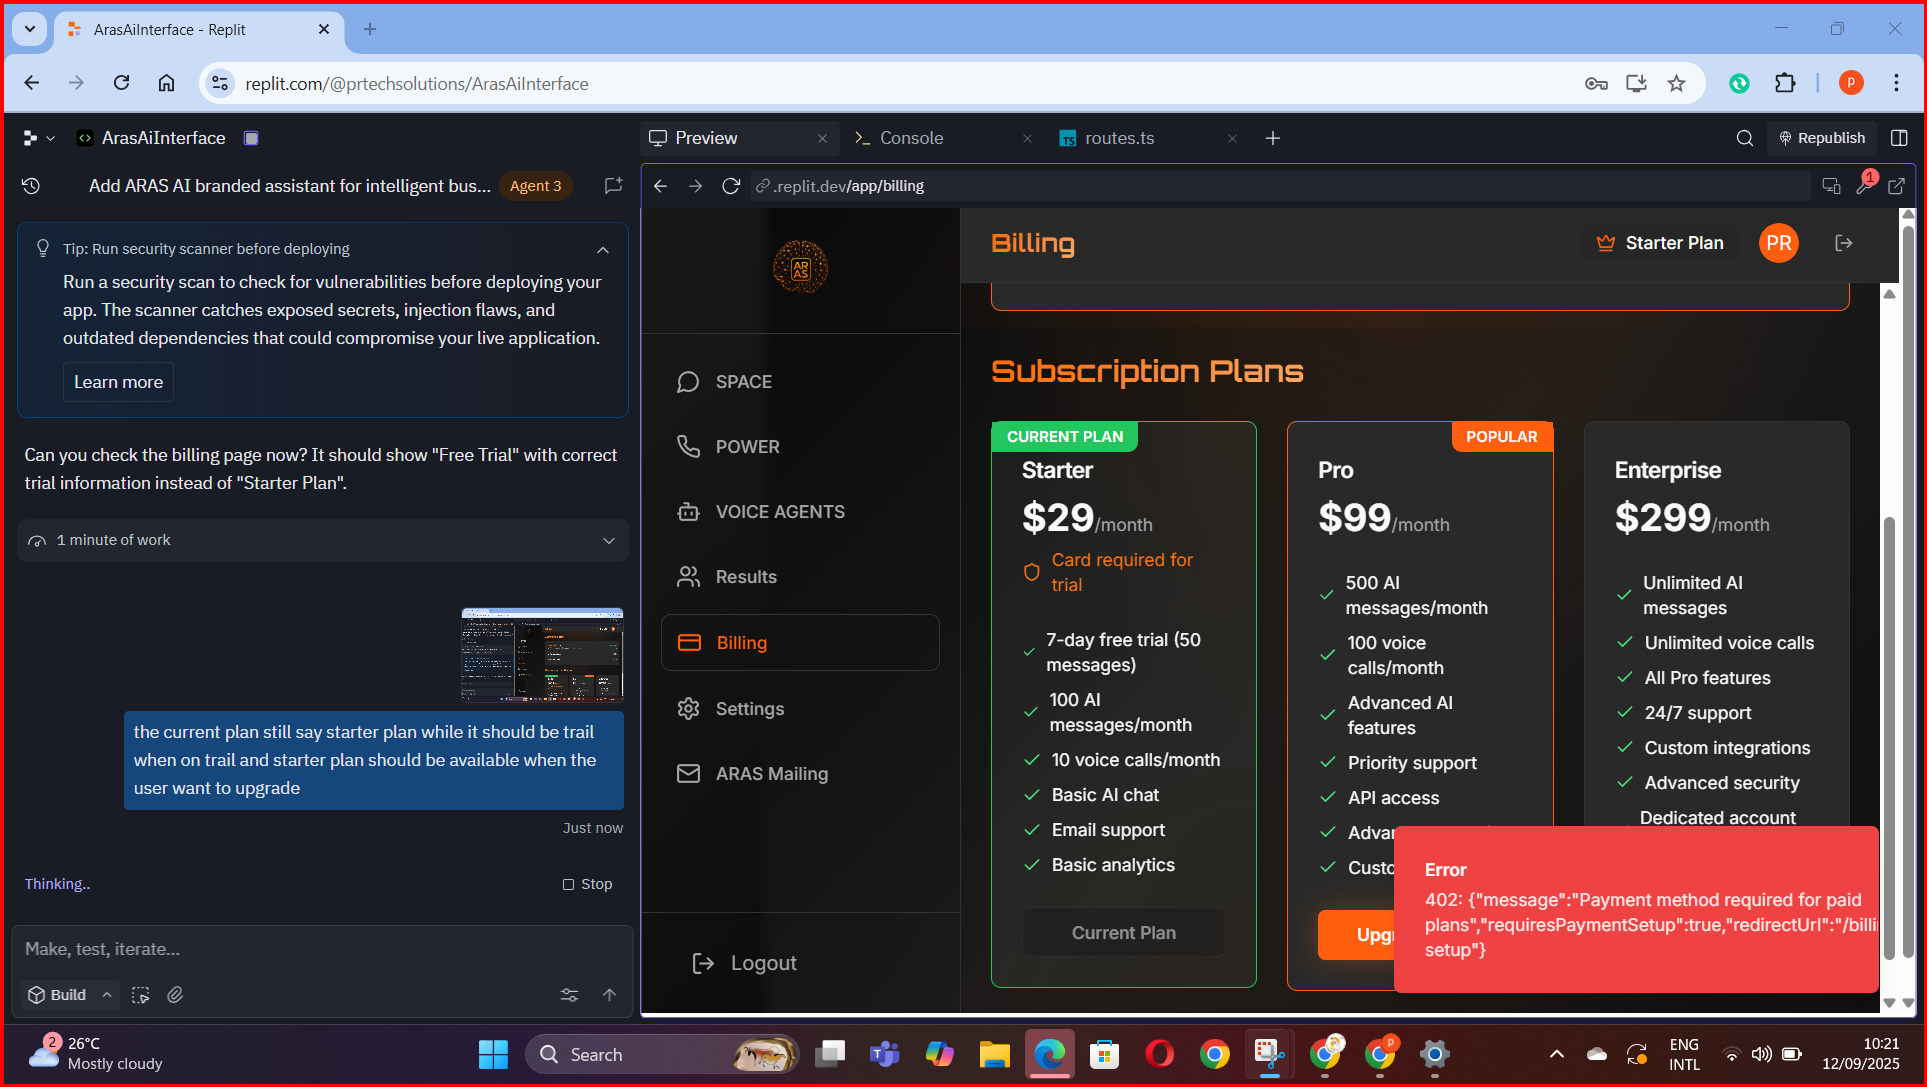 ArasAiInterface - Replit
replit.com/@prtechsolutions/ArasAiInterface
P
ArasAiInterface
Preview
Console
TS
routes.ts
Republish
Add ARAS AI branded assistant for intelligent bus...
Agent 3
.replit.dev/app/billing
1
Tip: Run security scanner before deploying
Run a security scan to check for vulnerabilities before deploying your
app. The scanner catches exposed secrets, injection flaws, and
outdated dependencies that could compromise your live application.
Learn more
Can you check the billing page now? It should show "Free Trial" with correct
trial information instead of "Starter Plan".
1 minute of work
the current plan still say starter plan while it should be trail
when on trail and starter plan should be available when the
user want to upgrade
Just now
Thinking..
Stop
Make, test, iterate...
Build
AR
AS
SPACE
POWER
VOICE AGENTS
Results
Billing
Settings
ARAS Mailing
Logout
Billing
Starter Plan
PR
Subscription Plans
CURRENT PLAN
Starter
$29/month
Card required for
trial
7-day free trial (50
messages)
100 AI
messages/month
10 voice calls/month
Basic AI chat
Email support
Basic analytics
Current Plan
POPULAR
Pro
$99/month
500 AI
messages/month
100 voice
calls/month
Advanced AI
features
Priority support
API access
Advar
Custo
Upg
Enterprise
$299/month
Unlimited AI
messages
Unlimited voice calls
All Pro features
24/7 support
Custom integrations
Advanced security
Dedicated account
Error
402: {"message":"Payment method required for paid
plans","requiresPaymentSetup":true,"redirectUrl":"/billi
setup"}
2
26°C
Mostly cloudy
Search
P
ENG
INTL
10:21
12/09/2025